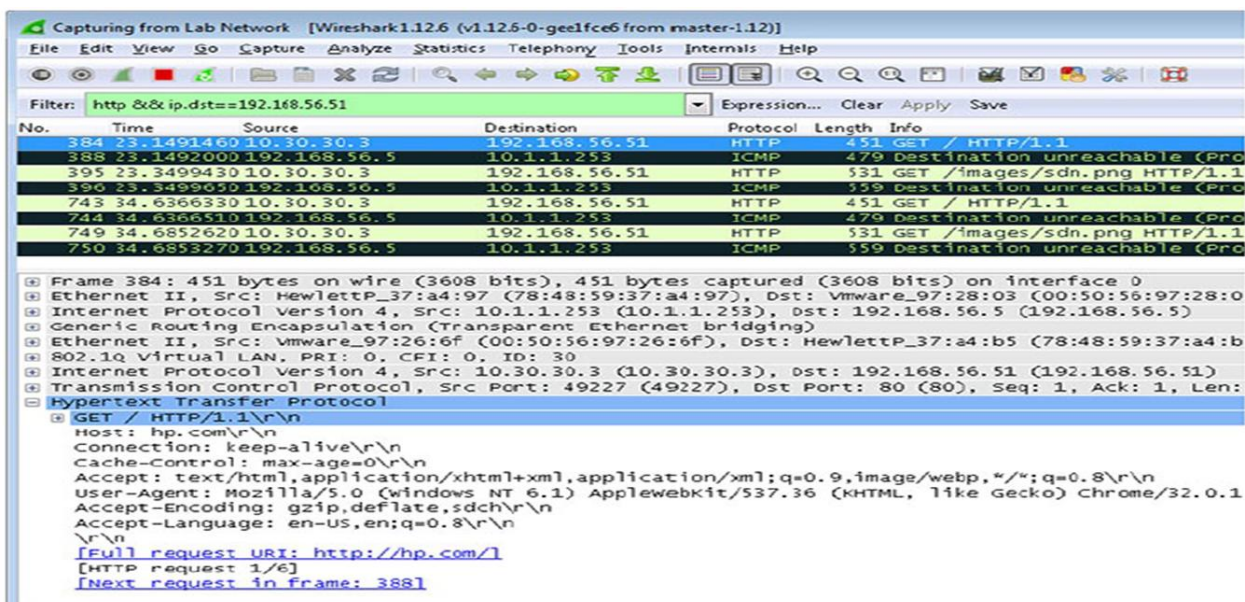 Capturing from Lab Network [Wireshark 1.12.6 (v1.12.6-0-gee1fce6 from master-1.12)]
File Edit View Go Capture Analyze Statistics Telephony Tools Internals Help
Filter: http && ip.dst==192.168.56.51 Expression... Clear Apply Save
No. Time Source Destination Protocol Length Info
384 23.1491460 10.30.30.3 192.168.56.51 HTTP 451 GET / HTTP/1.1
388 23.1492000 192.168.56.5 10.1.1.253 ICMP 479 Destination unreachable (Pro
395 23.3499430 10.30.30.3 192.168.56.51 HTTP 531 GET /images/sdn.png HTTP/1.1
396 23.3499650 192.168.56.5 10.1.1.253 ICMP 559 Destination unreachable (Pro
743 34.6366330 10.30.30.3 192.168.56.51 HTTP 451 GET / HTTP/1.1
744 34.6366510 192.168.56.5 10.1.1.253 ICMP 479 Destination unreachable (Pro
749 34.6852620 10.30.30.3 192.168.56.51 HTTP 531 GET /images/sdn.png HTTP/1.1
750 34.6853270 192.168.56.5 10.1.1.253 ICMP 559 Destination unreachable (Pro
Frame 384: 451 bytes on wire (3608 bits), 451 bytes captured (3608 bits) on interface 0
Ethernet II, Src: HewlettP_37:a4:97 (78:48:59:37:a4:97), Dst: Vmware_97:28:03 (00:50:56:97:28:0
Internet Protocol Version 4, Src: 10.1.1.253 (10.1.1.253), Dst: 192.168.56.5 (192.168.56.5)
Generic Routing Encapsulation (Transparent Ethernet bridging)
Ethernet II, Src: Vmware_97:26:6f (00:50:56:97:26:6f), Dst: HewlettP_37:a4:b5 (78:48:59:37:a4:b
802.1Q Virtual LAN, PRI: 0, CFI: 0, ID: 30
Internet Protocol Version 4, Src: 10.30.30.3 (10.30.30.3), Dst: 192.168.56.51 (192.168.56.51)
Transmission Control Protocol, Src Port: 49227 (49227), Dst Port: 80 (80), Seq: 1, Ack: 1, Len:
Hypertext Transfer Protocol
GET / HTTP/1.1\r\n
Host: hp.com\r\n
Connection: keep-alive\r\n
Cache-Control: max-age=0\r\n
Accept: text/html,application/xhtml+xml,application/xml;q=0.9,image/webp,*/*;q=0.8\r\n
User-Agent: Mozilla/5.0 (Windows NT 6.1) AppleWebKit/537.36 (KHTML, like Gecko) Chrome/32.0.1
Accept-Encoding: gzip,deflate,sdch\r\n
Accept-Language: en-US,en;q=0.8\r\n
\r\n
[Full request URI: http://hp.com/]
[HTTP request 1/6]
[Next request in frame: 388]